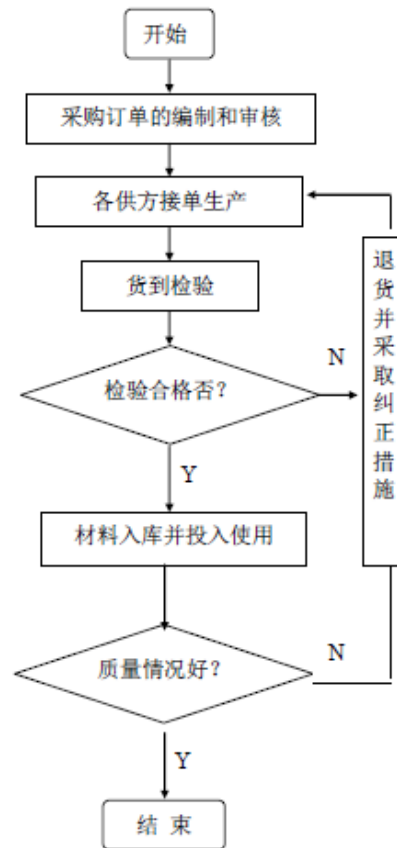 开始
采购订单的编制和审核
各供方接单生产
货到检验
检验合格否？
N
退货并采取纠正措施
Y
材料入库并投入使用
质量情况好？
N
Y
结 束